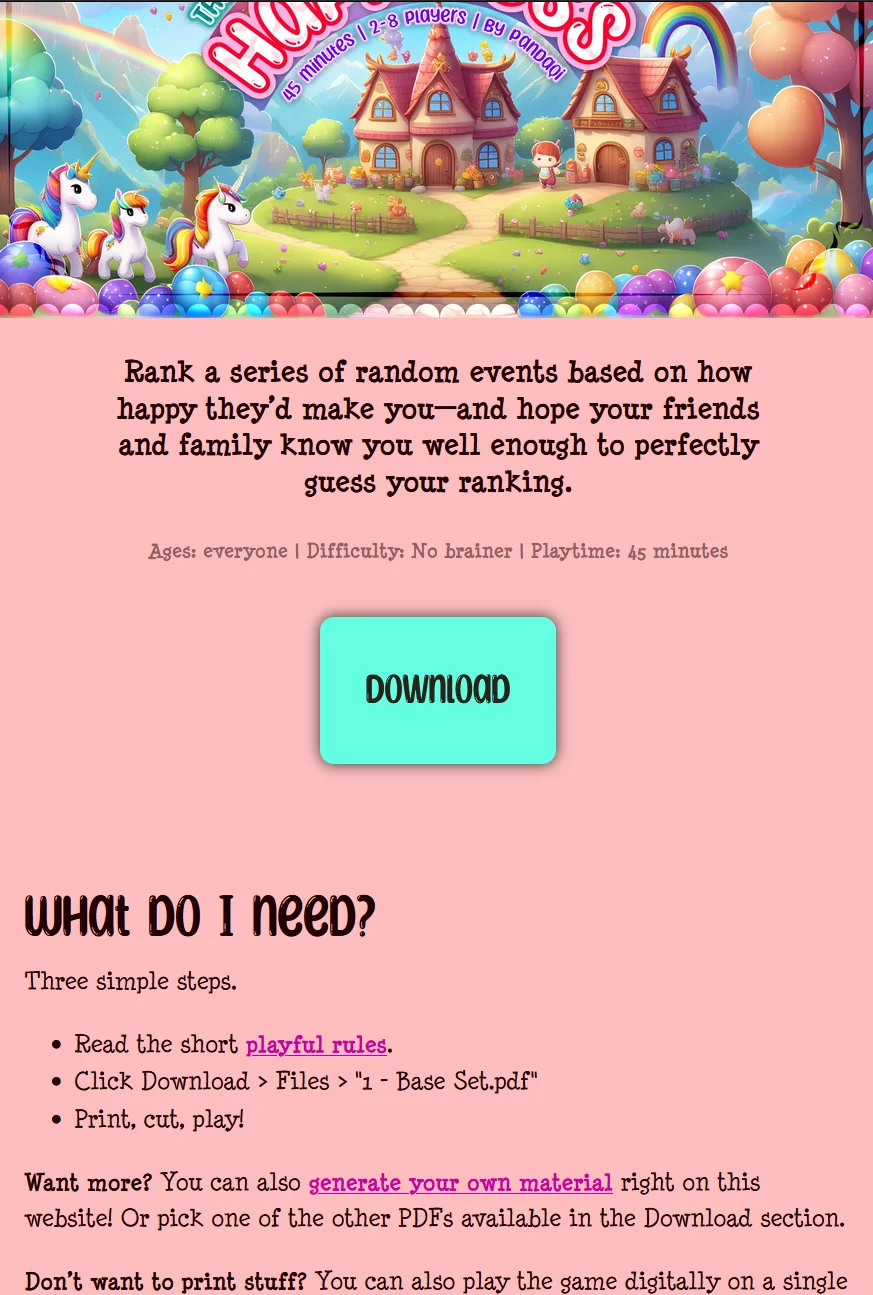 45 minutes | 2-8 players | By pandaqi
Rank a series of random events based on how
happy they’d make you—and hope your friends
and family know you well enough to perfectly
guess your ranking.
Ages: everyone | Difficulty: No brainer | Playtime: 45 minutes
Download
What do I need?
Three simple steps.
• Read the short playful rules.
• Click Download > Files > "1 - Base Set.pdf"
• Print, cut, play!
Want more? You can also generate your own material right on this
website! Or pick one of the other PDFs available in the Download section.
Don’t want to print stuff? You can also play the game digitally on a single